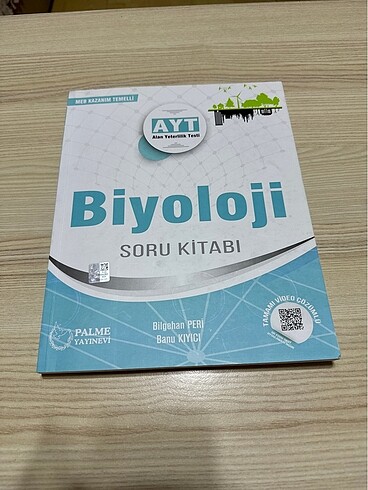 MEB KAZANIM TEMELLİ
AYT
Alan Yeterlilik Testi
Biyoloji
SORU KİTABI
Bilgehan PERİ
Banu KIYICI
PALME
YAYINEVİ
TAMAMI VİDEO ÇÖZÜMLÜ